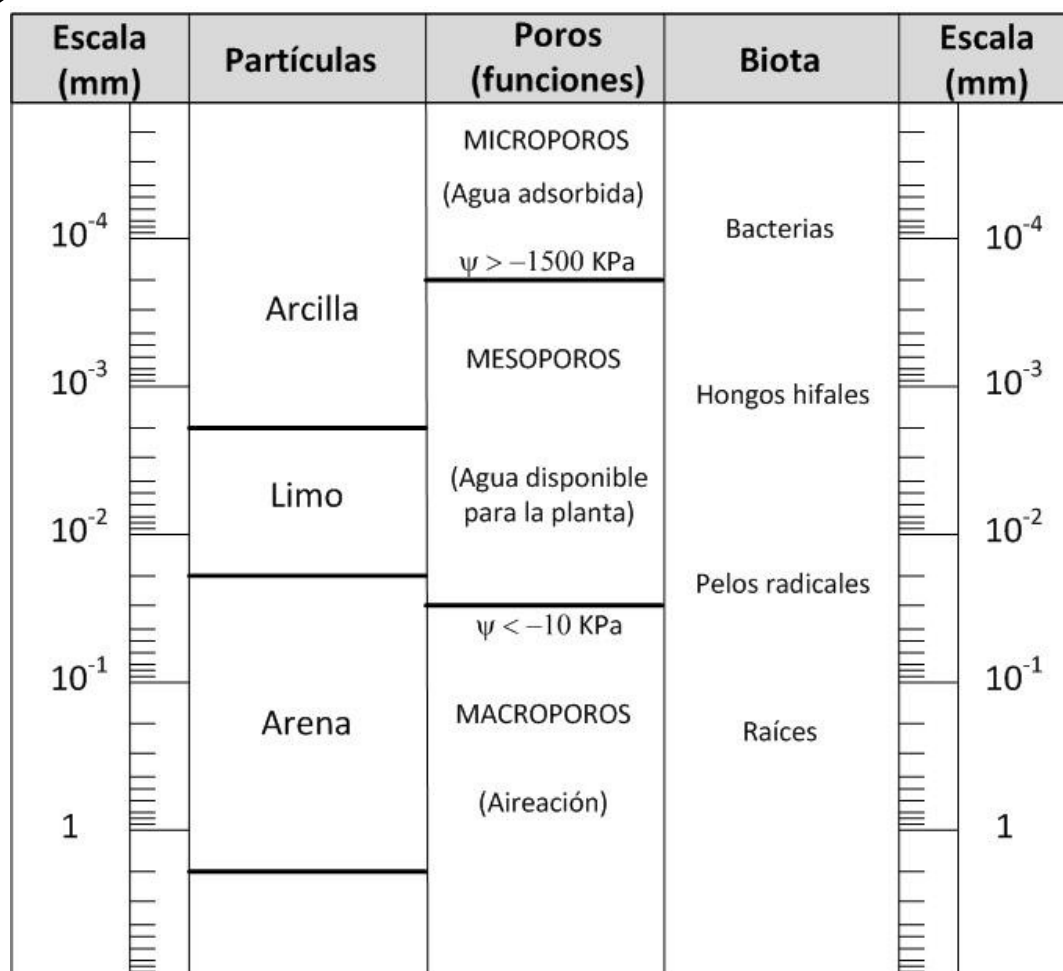 Escala
(mm)
Partículas
Poros
(funciones)
Biota
Escala
(mm)
MICROPOROS
(Agua adsorbida)
Bacterias
10⁻⁴
10⁻⁴
ψ > −1500 KPa
Arcilla
MESOPOROS
10⁻³
Hongos hifales
10⁻³
Limo
(Agua disponible
para la planta)
10⁻²
10⁻²
Pelos radicales
ψ < −10 KPa
10⁻¹
10⁻¹
Arena
MACROPOROS
Raíces
(Aireación)
1
1